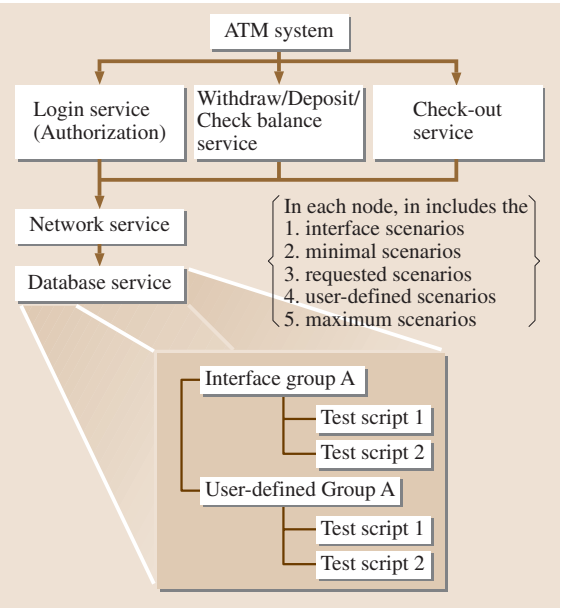 ATM system
Login service
(Authorization)
Withdraw/Deposit/
Check balance
service
Check-out
service
Network service
Database service
In each node, in includes the
1. interface scenarios
2. minimal scenarios
3. requested scenarios
4. user-defined scenarios
5. maximum scenarios
Interface group A
Test script 1
Test script 2
User-defined Group A
Test script 1
Test script 2